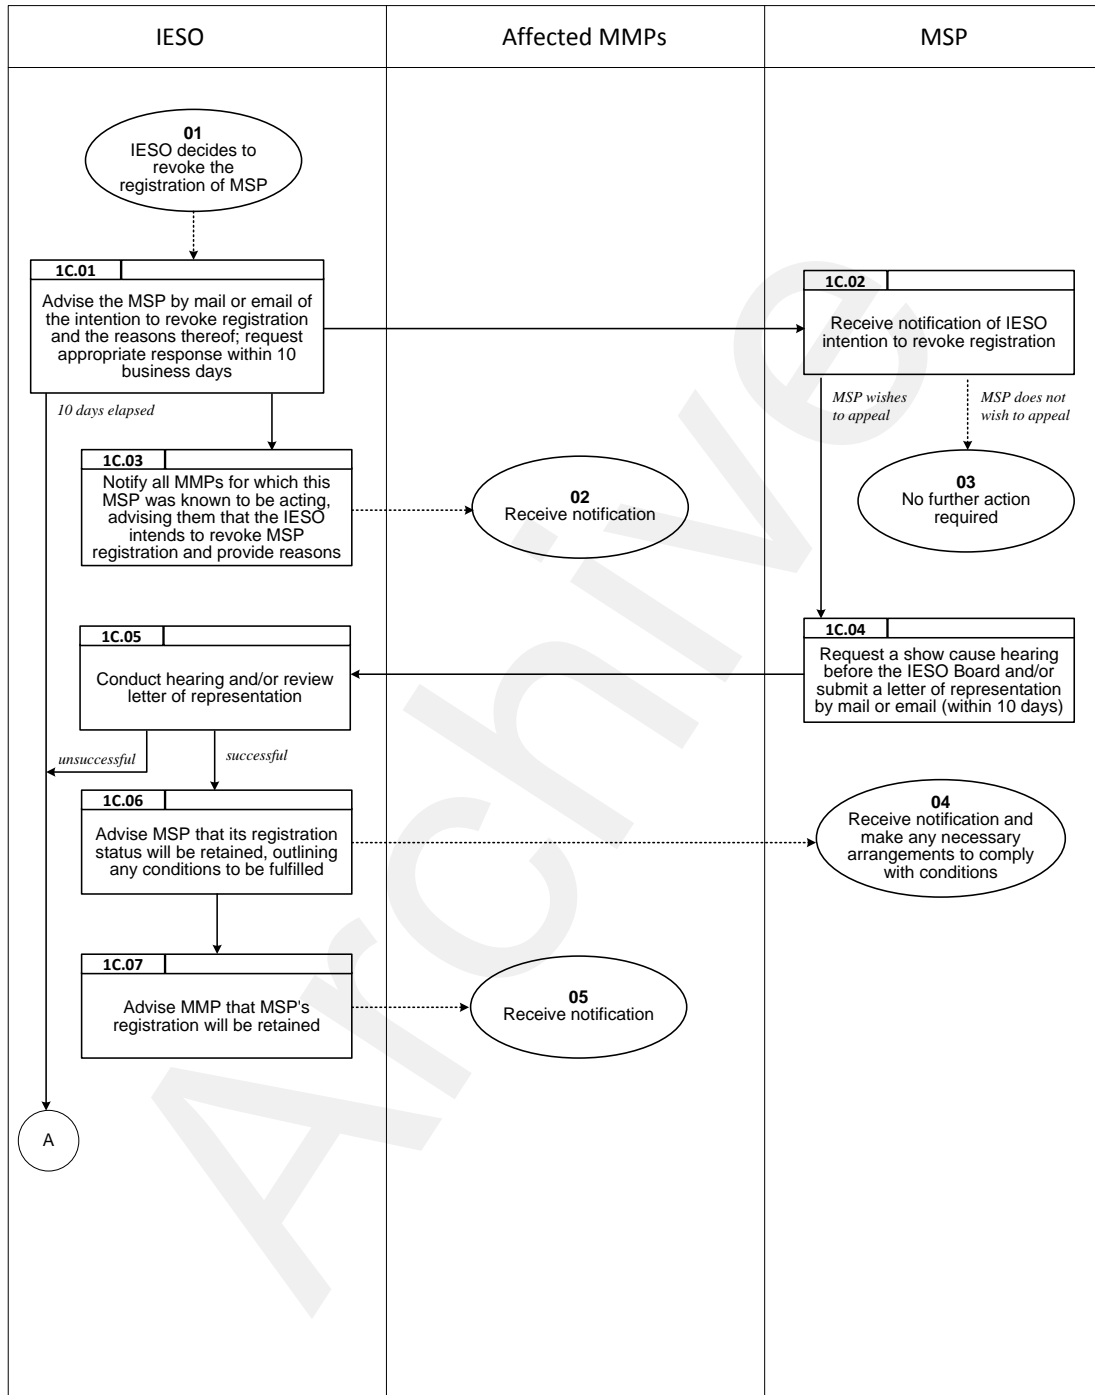 IESO
Affected MMPs
MSP
01
IESO decides to
revoke the
registration of MSP
1C.01
Advise the MSP by mail or email of
the intention to revoke registration
and the reasons thereof; request
appropriate response within 10
business days
1C.02
Receive notification of IESO
intention to revoke registration
10 days elapsed
MSP wishes
to appeal
MSP does not
wish to appeal
1C.03
Notify all MMPs for which this
MSP was known to be acting,
advising them that the IESO
intends to revoke MSP
registration and provide reasons
02
Receive notification
03
No further action
required
1C.04
Request a show cause hearing
before the IESO Board and/or
submit a letter of representation
by mail or email (within 10 days)
1C.05
Conduct hearing and/or review
letter of representation
unsuccessful
successful
1C.06
Advise MSP that its registration
status will be retained, outlining
any conditions to be fulfilled
04
Receive notification and
make any necessary
arrangements to comply
with conditions
1C.07
Advise MMP that MSP's
registration will be retained
05
Receive notification
A
Archive